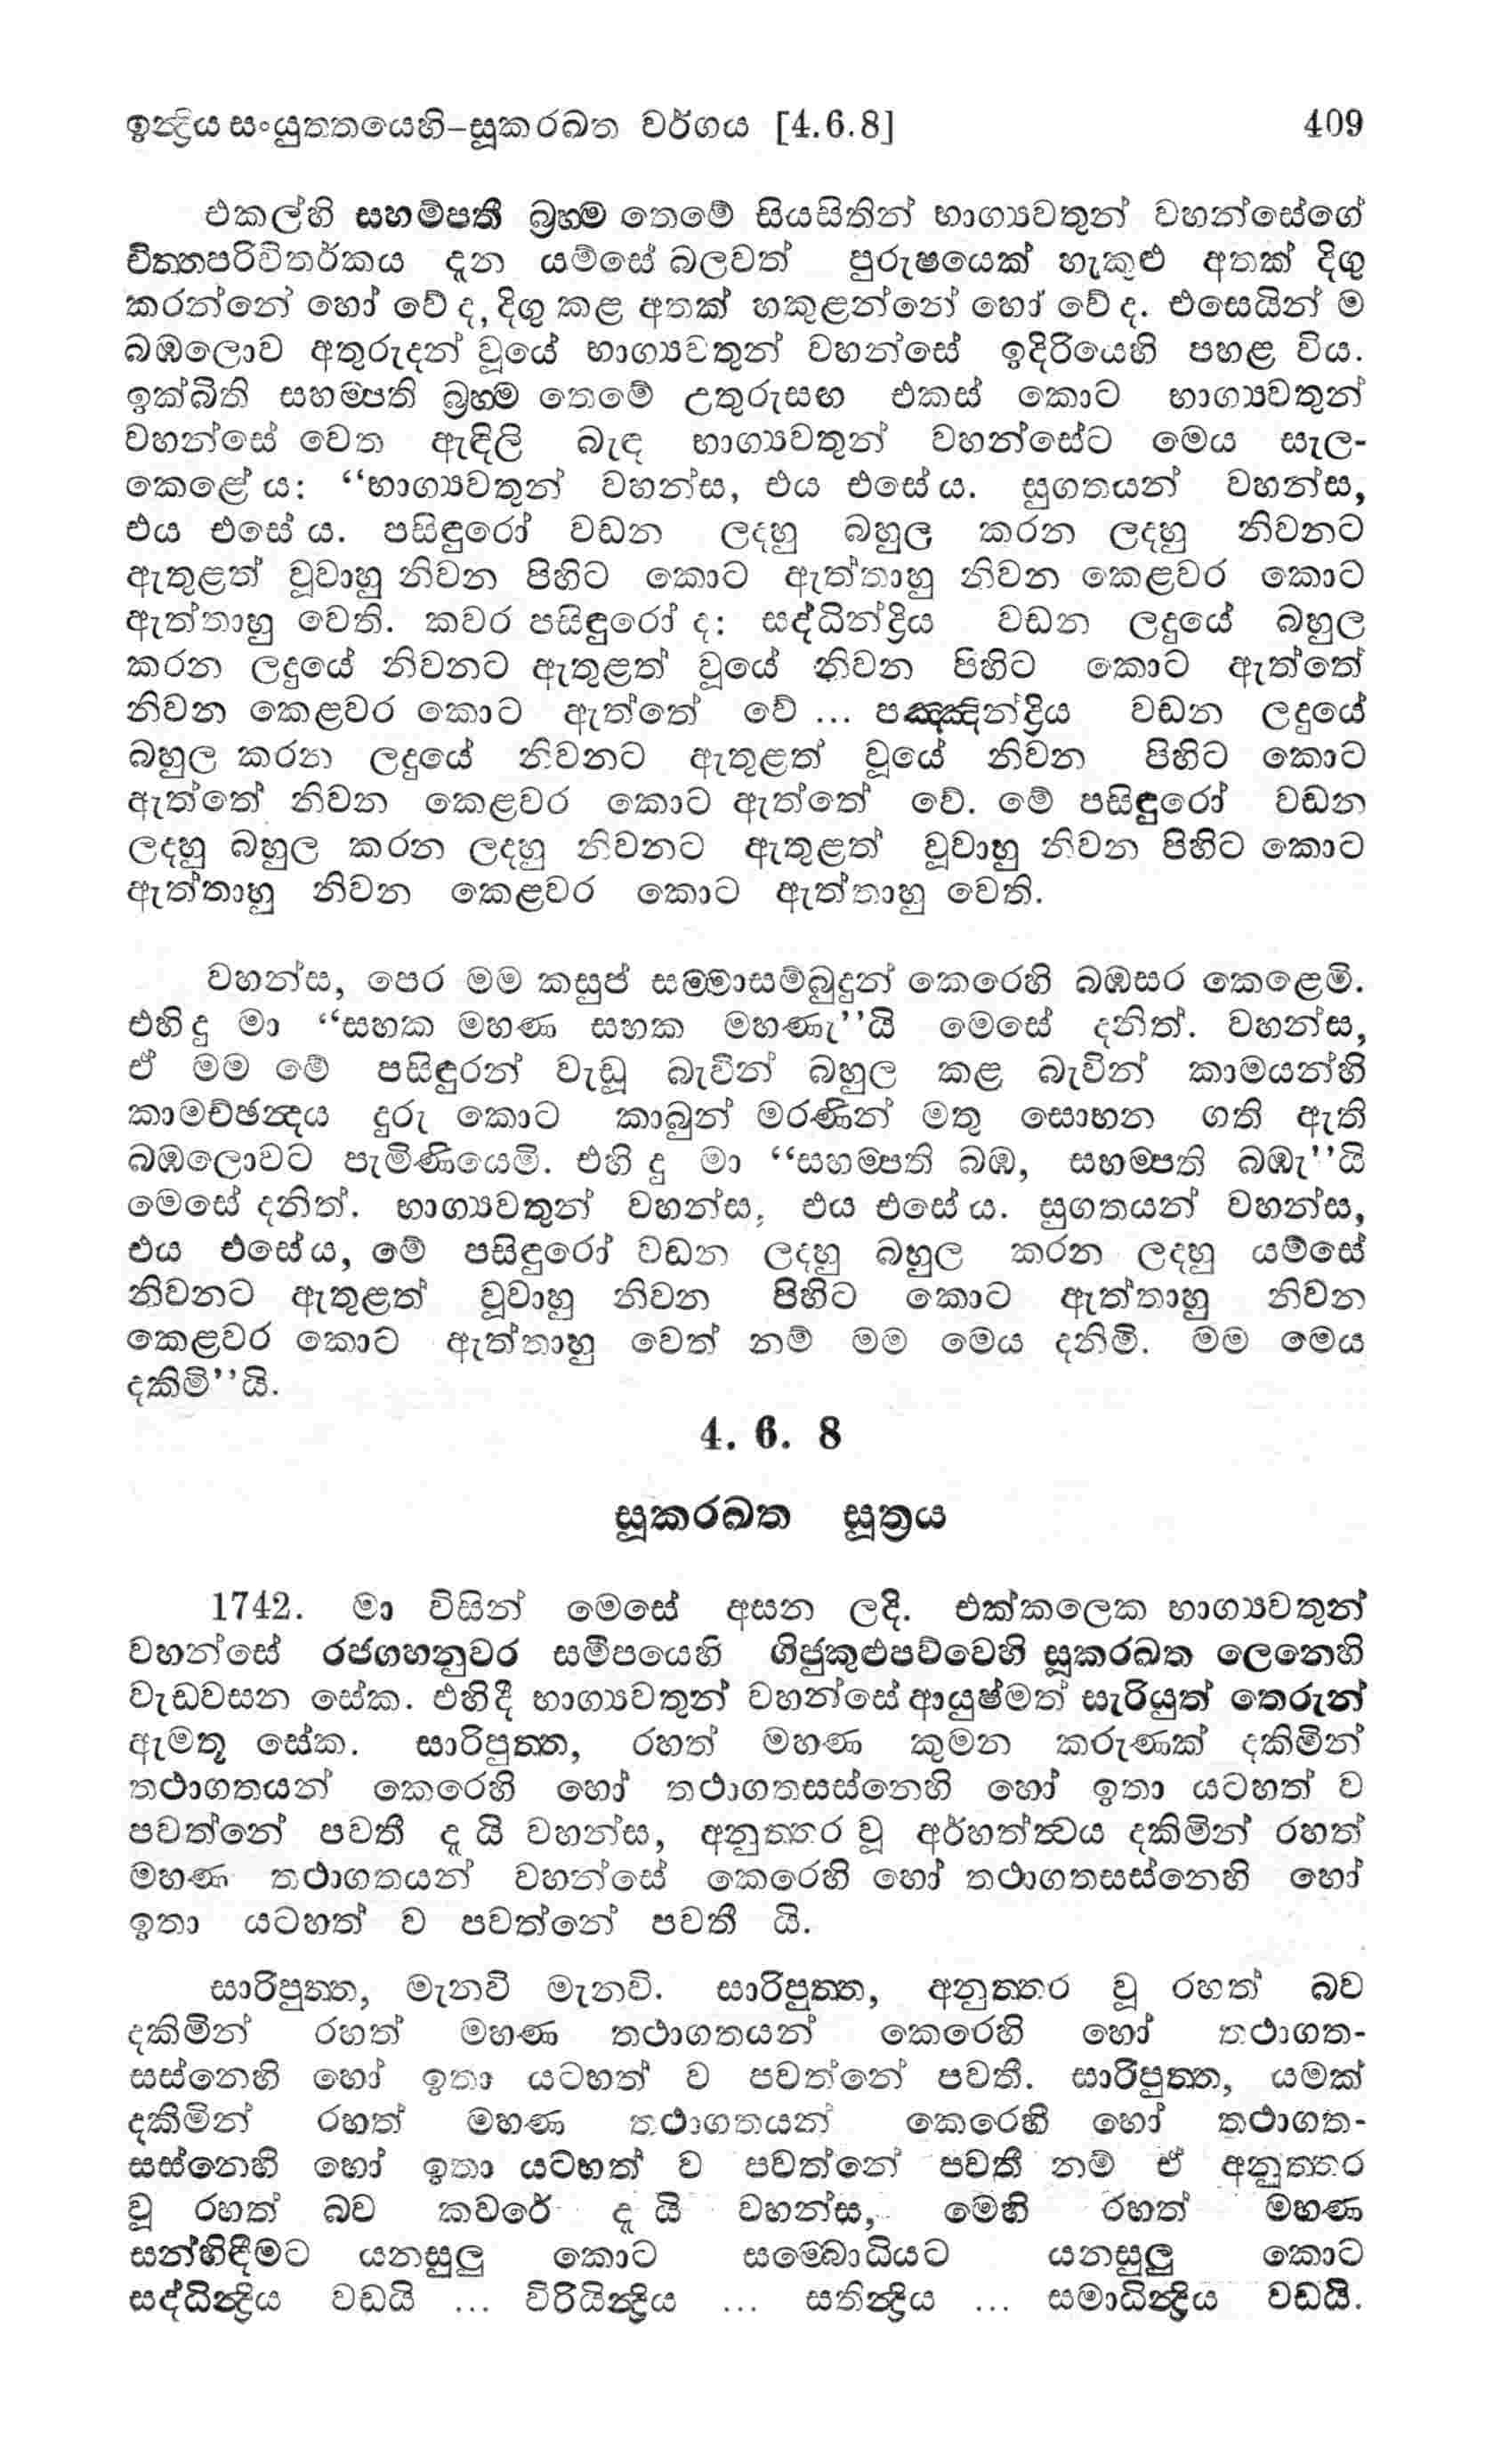 ඉන්ද්‍රිය සංයුත්තයෙහි–සූකරඛත වර්ගය [4.6.8] 409
එකල්හි සහම්පතී බ්‍රහ්ම තෙමේ සියසිතින් භාග්‍යවතුන් වහන්සේගේ
චිත්තපරිවිතර්කය දැන යම්සේ බලවත් පුරුෂයෙක් හැකුළු අතක් දිගු
කරන්නේ හෝ වේ ද, දිගු කළ අතක් හකුළන්නේ හෝ වේ ද. එසෙයින් ම
බඹලොව අතුරුදන් වූයේ භාග්‍යවතුන් වහන්සේ ඉදිරියෙහි පහළ විය.
ඉක්බිති සහම්පති බ්‍රහ්ම තෙමේ උතුරුසඟ එකස් කොට භාග්‍යවතුන්
වහන්සේ වෙත ඇඳිලි බැඳ භාග්‍යවතුන් වහන්සේට මෙය සැල-
කෙළේ ය: “භාග්‍යවතුන් වහන්ස, එය එසේ ය. සුගතයන් වහන්ස,
එය එසේ ය. පසිඳුරෝ වඩන ලදහු බහුල කරන ලදහු නිවනට
ඇතුළත් වූවාහු නිවන පිහිට කොට ඇත්තාහු නිවන කෙළවර කොට
ඇත්තාහු වෙති. කවර පසිඳුරෝ ද: සද්ධින්ද්‍රිය වඩන ලදුයේ බහුල
කරන ලදුයේ නිවනට ඇතුළත් වූයේ නිවන පිහිට කොට ඇත්තේ
නිවන කෙළවර කොට ඇත්තේ වේ ... පඤ්ඤින්ද්‍රිය වඩන ලදුයේ
බහුල කරන ලදුයේ නිවනට ඇතුළත් වූයේ නිවන පිහිට කොට
ඇත්තේ නිවන කෙළවර කොට ඇත්තේ වේ. මේ පසිඳුරෝ වඩන
ලදහු බහුල කරන ලදහු නිවනට ඇතුළත් වූවාහු නිවන පිහිට කොට
ඇත්තාහු නිවන කෙළවර කොට ඇත්තාහු වෙති.
වහන්ස, පෙර මම කසුප් සම්මාසම්බුදුන් කෙරෙහි බඹසර කෙළෙමි.
එහි දු මා “සහක මහණ සහක මහණැ”යි මෙසේ දනිත්. වහන්ස,
ඒ මම මේ පසිඳුරන් වැඩූ බැවින් බහුල කළ බැවින් කාමයන්හි
කාමච්ඡන්දය දුරු කොට කාබුන් මරණින් මතු සොභන ගති ඇති
බඹලොවට පැමිණියෙමි. එහි දු මා “සහම්පති බඹ, සහම්පති බඹැ”යි
මෙසේ දනිත්. භාග්‍යවතුන් වහන්ස, එය එසේ ය. සුගතයන් වහන්ස,
එය එසේ ය, මේ පසිඳුරෝ වඩන ලදහු බහුල කරන ලදහු යම්සේ
නිවනට ඇතුළත් වූවාහු නිවන පිහිට කොට ඇත්තාහු නිවන
කෙළවර කොට ඇත්තාහු වෙත් නම් මම මෙය දනිමි. මම මෙය
දකිමි”යි.
4. 6. 8
සූකරඛත සූත්‍රය
1742. මා විසින් මෙසේ අසන ලදි. එක්කලෙක භාග්‍යවතුන්
වහන්සේ රජගහනුවර සමීපයෙහි ගිජුකුළුපව්වෙහි සූකරඛත ලෙනෙහි
වැඩවසන සේක. එහිදී භාග්‍යවතුන් වහන්සේ ආයුෂ්මත් සැරියුත් තෙරුන්
ඇමතූ සේක. සාරිපුත්ත, රහත් මහණ කුමන කරුණක් දකිමින්
තථාගතයන් කෙරෙහි හෝ තථාගතසස්නෙහි හෝ ඉතා යටහත් ව
පවත්නේ පවතී දැ යි වහන්ස, අනුත්තර වූ අර්හත්ත්‍වය දකිමින් රහත්
මහණ තථාගතයන් වහන්සේ කෙරෙහි හෝ තථාගතසස්නෙහි හෝ
ඉතා යටහත් ව පවත්නේ පවතී යි.
සාරිපුත්ත, මැනවි මැනවි. සාරිපුත්ත, අනුත්තර වූ රහත් බව
දකිමින් රහත් මහණ තථාගතයන් කෙරෙහි හෝ තථාගත-
සස්නෙහි හෝ ඉතා යටහත් ව පවත්නේ පවතී. සාරිපුත්ත, යමක්
දකිමින් රහත් මහණ තථාගතයන් කෙරෙහි හෝ තථාගත-
සස්නෙහි හෝ ඉතා යටහත් ව පවත්නේ පවතී නම් ඒ අනුත්තර
වූ රහත් බව කවරේ දැ යි වහන්ස, මෙහි රහත් මහණ
සන්හිඳීමට යනසුලු කොට සම්බොධියට යනසුලු කොට
සද්ධින්ද්‍රිය වඩයි ... විරියින්ද්‍රිය ... සතින්ද්‍රිය ... සමාධින්ද්‍රිය වඩයි.